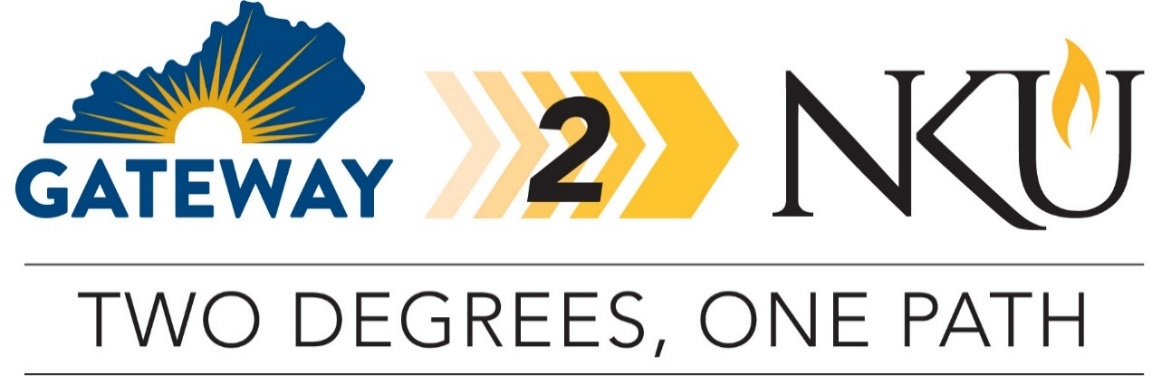 GATEWAY 2 NKU
TWO DEGREES, ONE PATH